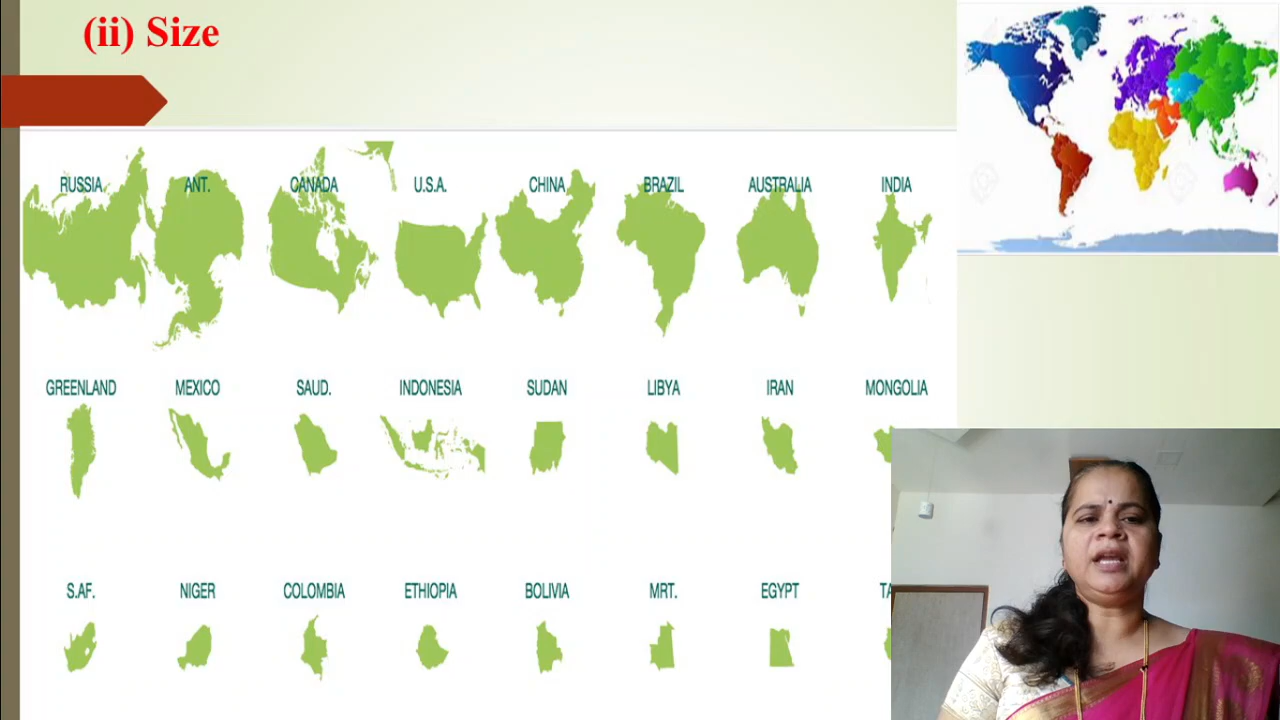 (ii) Size
RUSSIA ANT. CANADA U.S.A. CHINA BRAZIL AUSTRALIA INDIA
GREENLAND MEXICO SAUD. INDONESIA SUDAN LIBYA IRAN MONGOLIA
S.AF. NIGER COLOMBIA ETHIOPIA BOLIVIA MRT. EGYPT TA